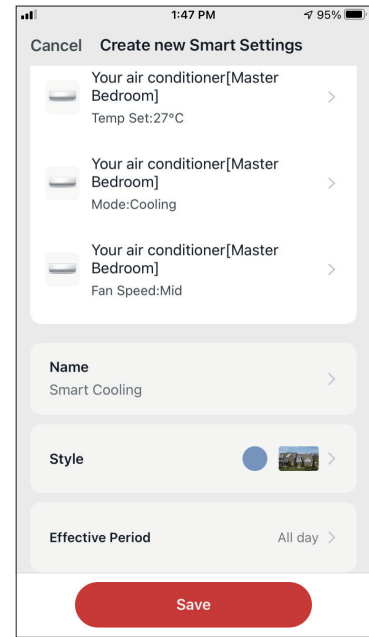 1:47 PM
95%
Cancel Create new Smart Settings
Your air conditioner[Master
Bedroom]
Temp Set:27°C
Your air conditioner[Master
Bedroom]
Mode:Cooling
Your air conditioner[Master
Bedroom]
Fan Speed:Mid
Name
Smart Cooling
Style
Effective Period All day
Save